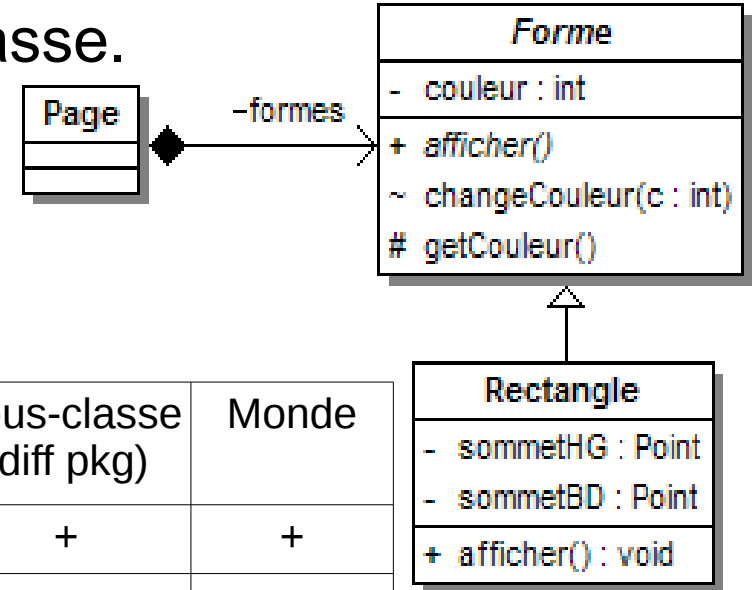 asse.
Page
-formes
Forme
- couleur : int
+ afficher()
~ changeCouleur(c : int)
# getCouleur()
ous-classe
diff pkg)
Monde
+ +
Rectangle
- sommetHG : Point
- sommetBD : Point
+ afficher() : void